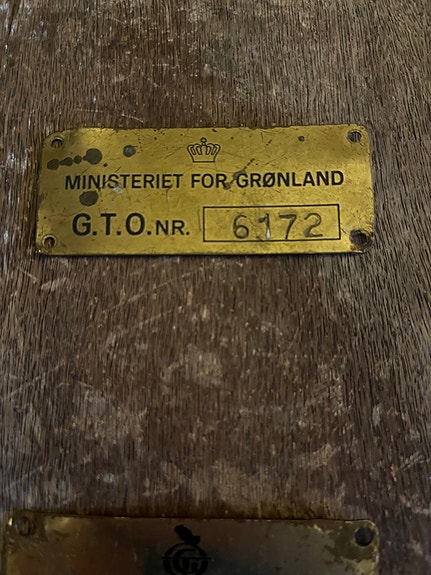 MINISTERIET FOR GRØNLAND
G.T.O.NR. 6172